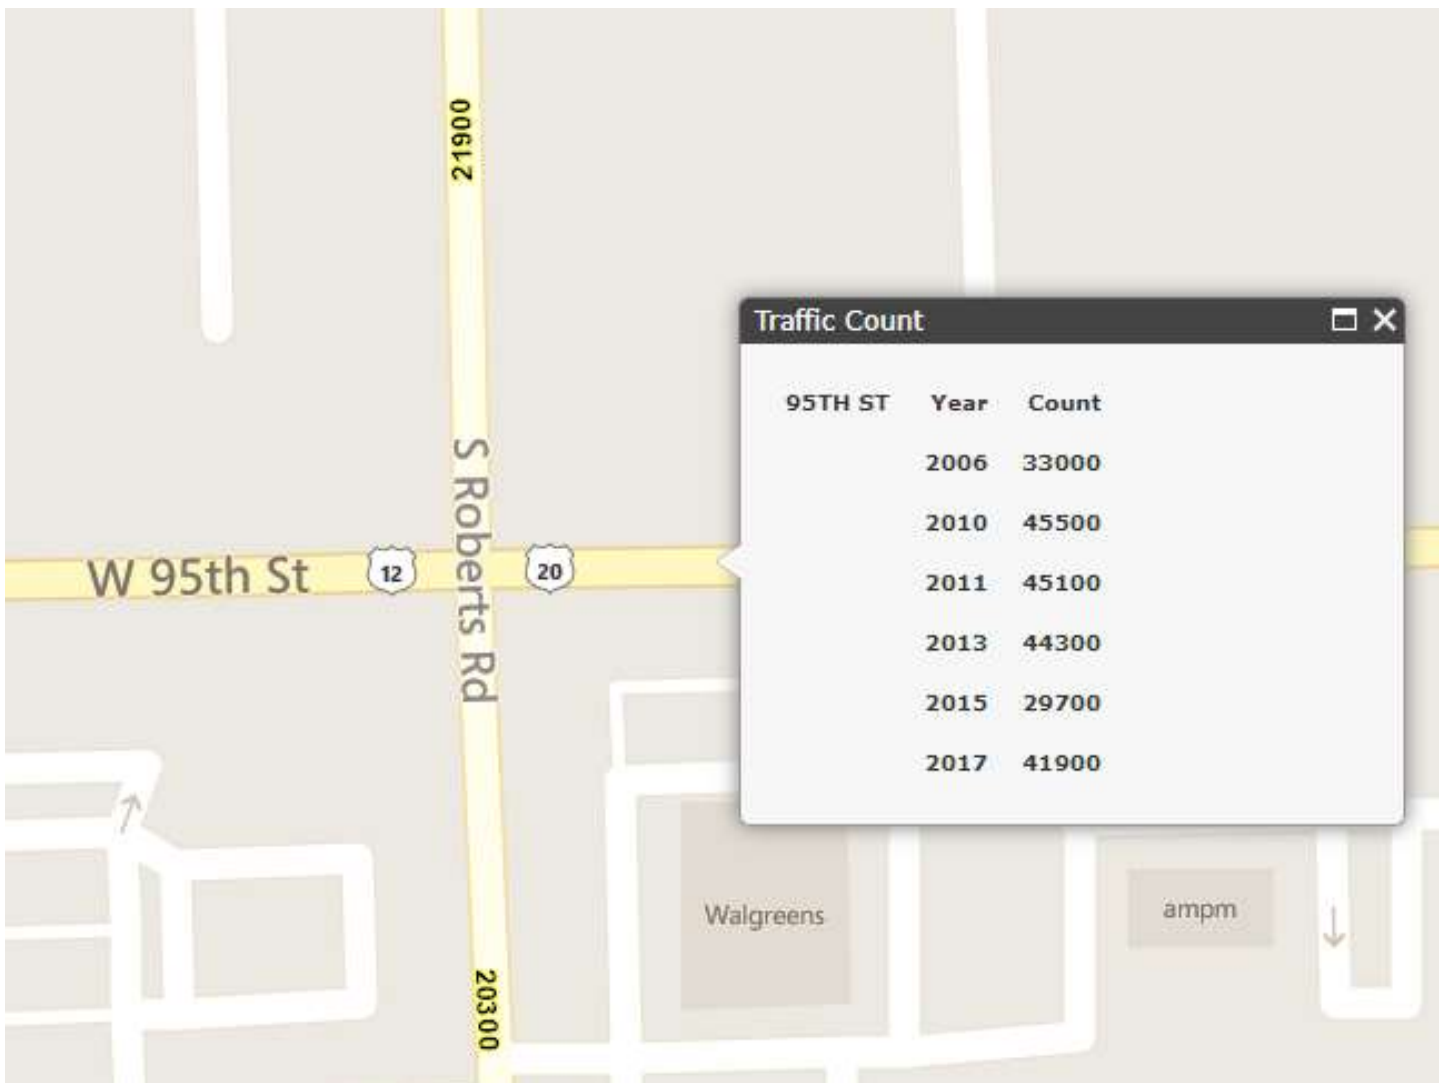 21900
Traffic Count
95TH ST Year Count
2006 33000
2010 45500
2011 45100
2013 44300
2015 29700
2017 41900
S Roberts Rd
W 95th St 12 20
Walgreens
ampm
20300